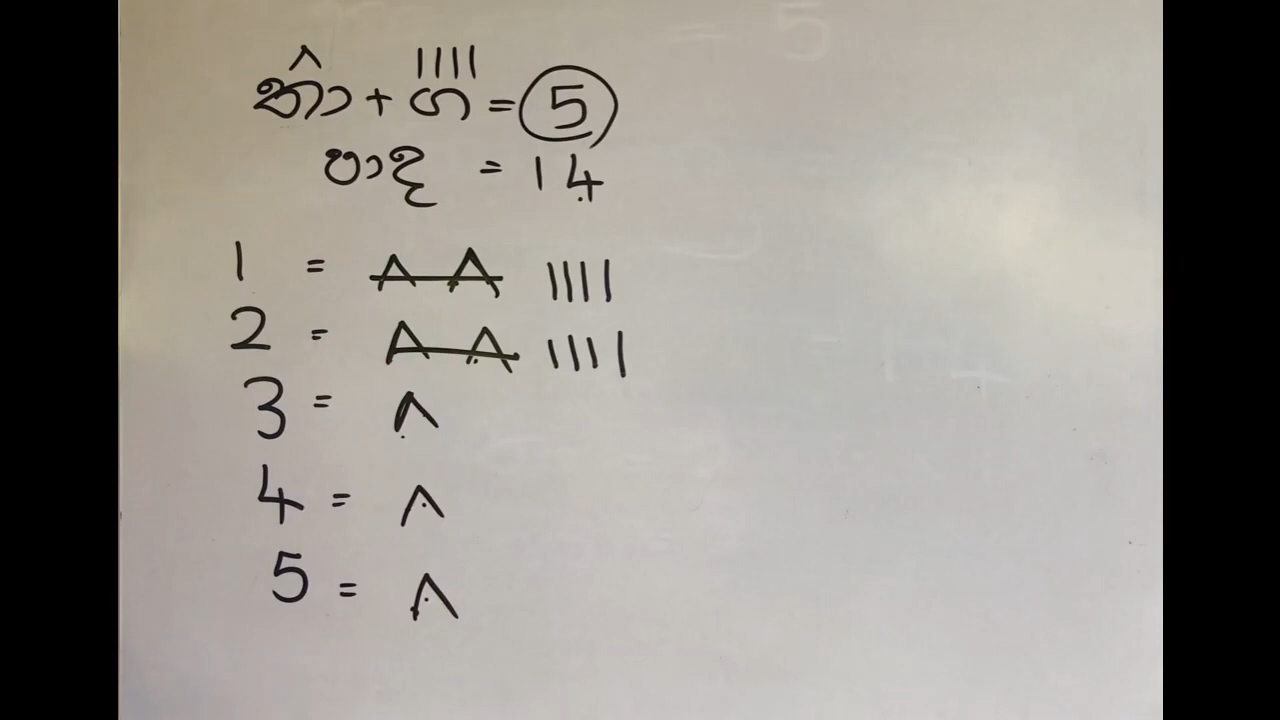 Λ ||||
කා + ග = 5
පාද = 14
1 = Λ Λ ||||
2 = Λ Λ ||||
3 = Λ
4 = Λ
5 = Λ